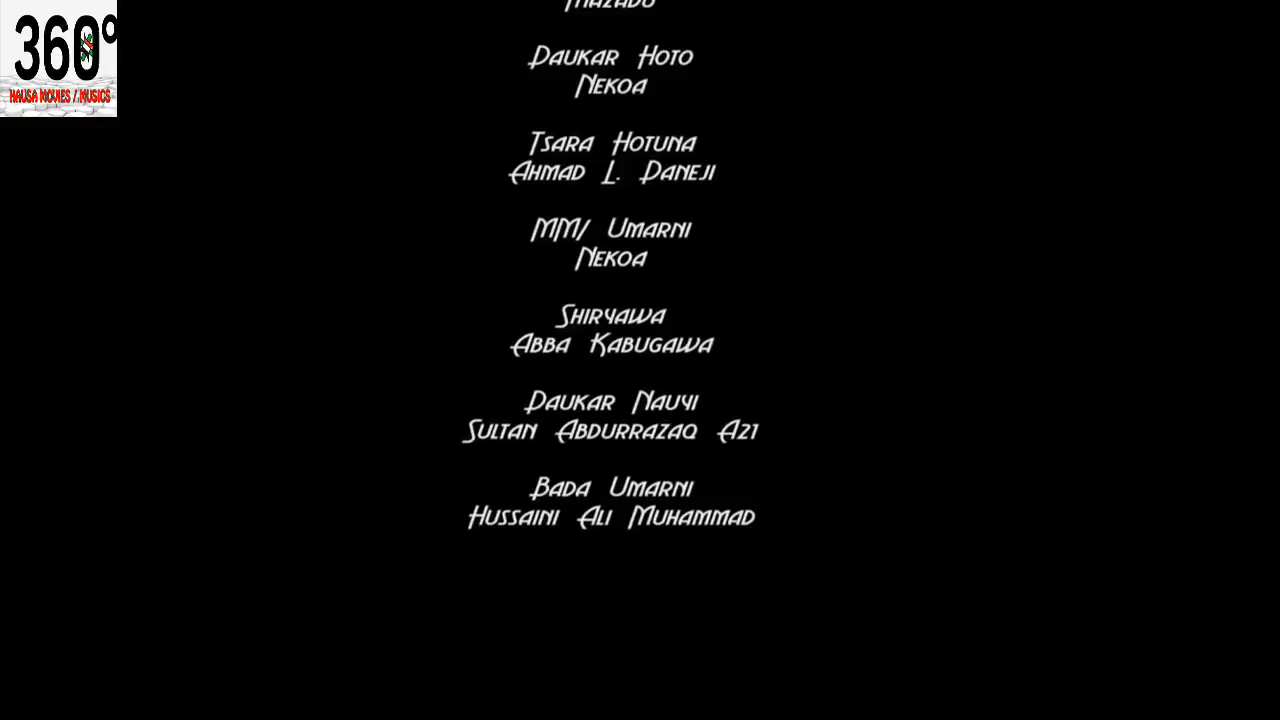 360°
HAUSA MOVIES / MUSICS
Daukar Hoto
Nekoa
Tsara Hotuna
Ahmad L. Daneji
MM/ Umarni
Nekoa
Shiryawa
Abba Kabugawa
Daukar Nauyi
Sultan Abdurrazaq AZI
Bada Umarni
Hussaini Ali Muhammad